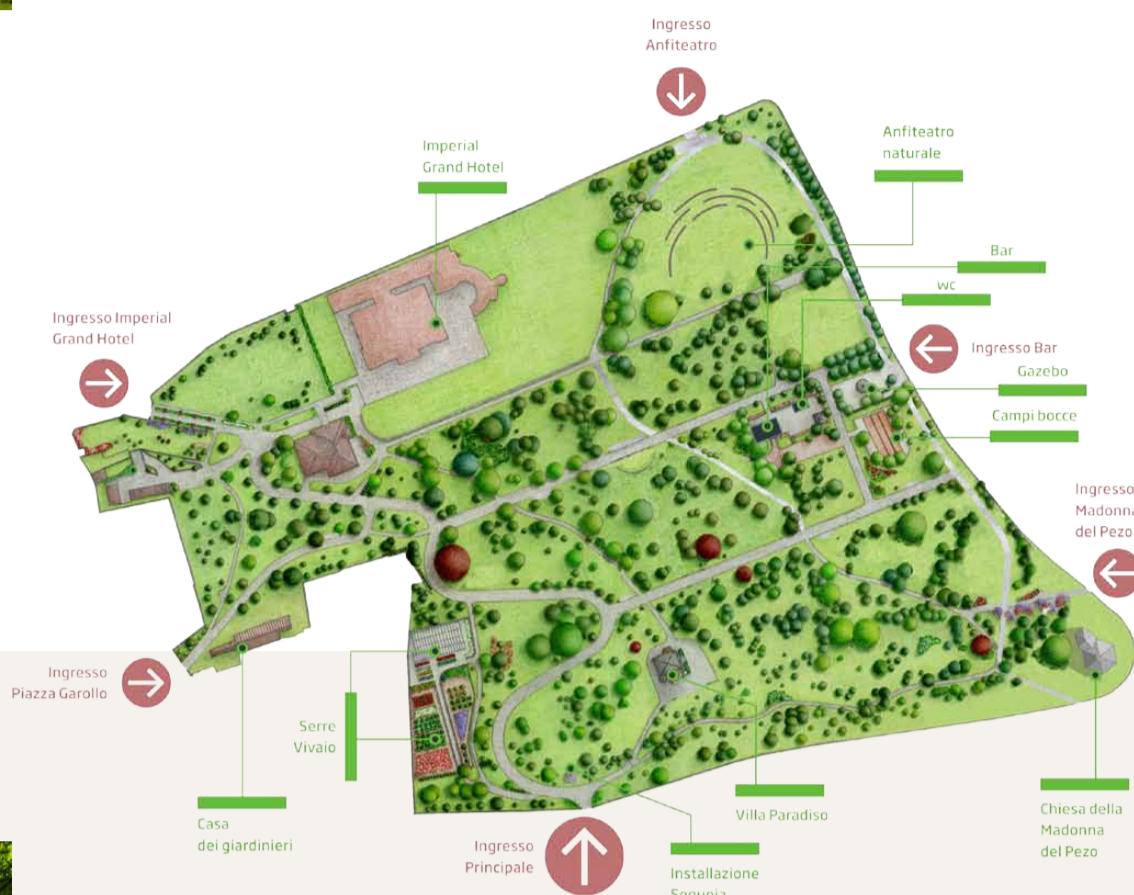 Ingresso
Anfiteatro
Anfiteatro
naturale
Imperial
Grand Hotel
Bar
wc
Ingresso Imperial
Grand Hotel
Ingresso Bar
Gazebo
Campi bocce
Ingresso
Madonna
del Pezo
Ingresso
Piazza Garollo
Serre
Vivaio
Casa
dei giardinieri
Villa Paradiso
Chiesa della
Madonna
del Pezo
Ingresso
Principale
Installazione
Sequoia